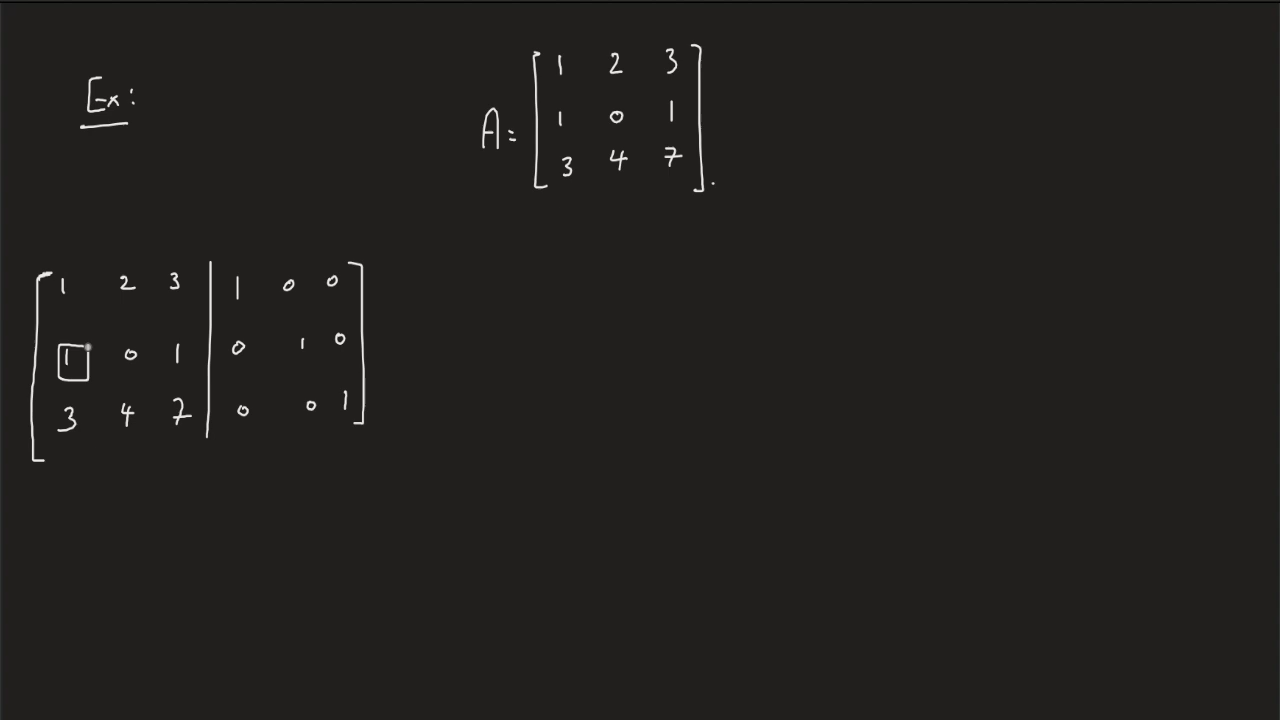 Ex:
A = [ 1 2 3
1 0 1
3 4 7 ].
[ 1 2 3 | 1 0 0
1 0 1 | 0 1 0
3 4 7 | 0 0 1 ]